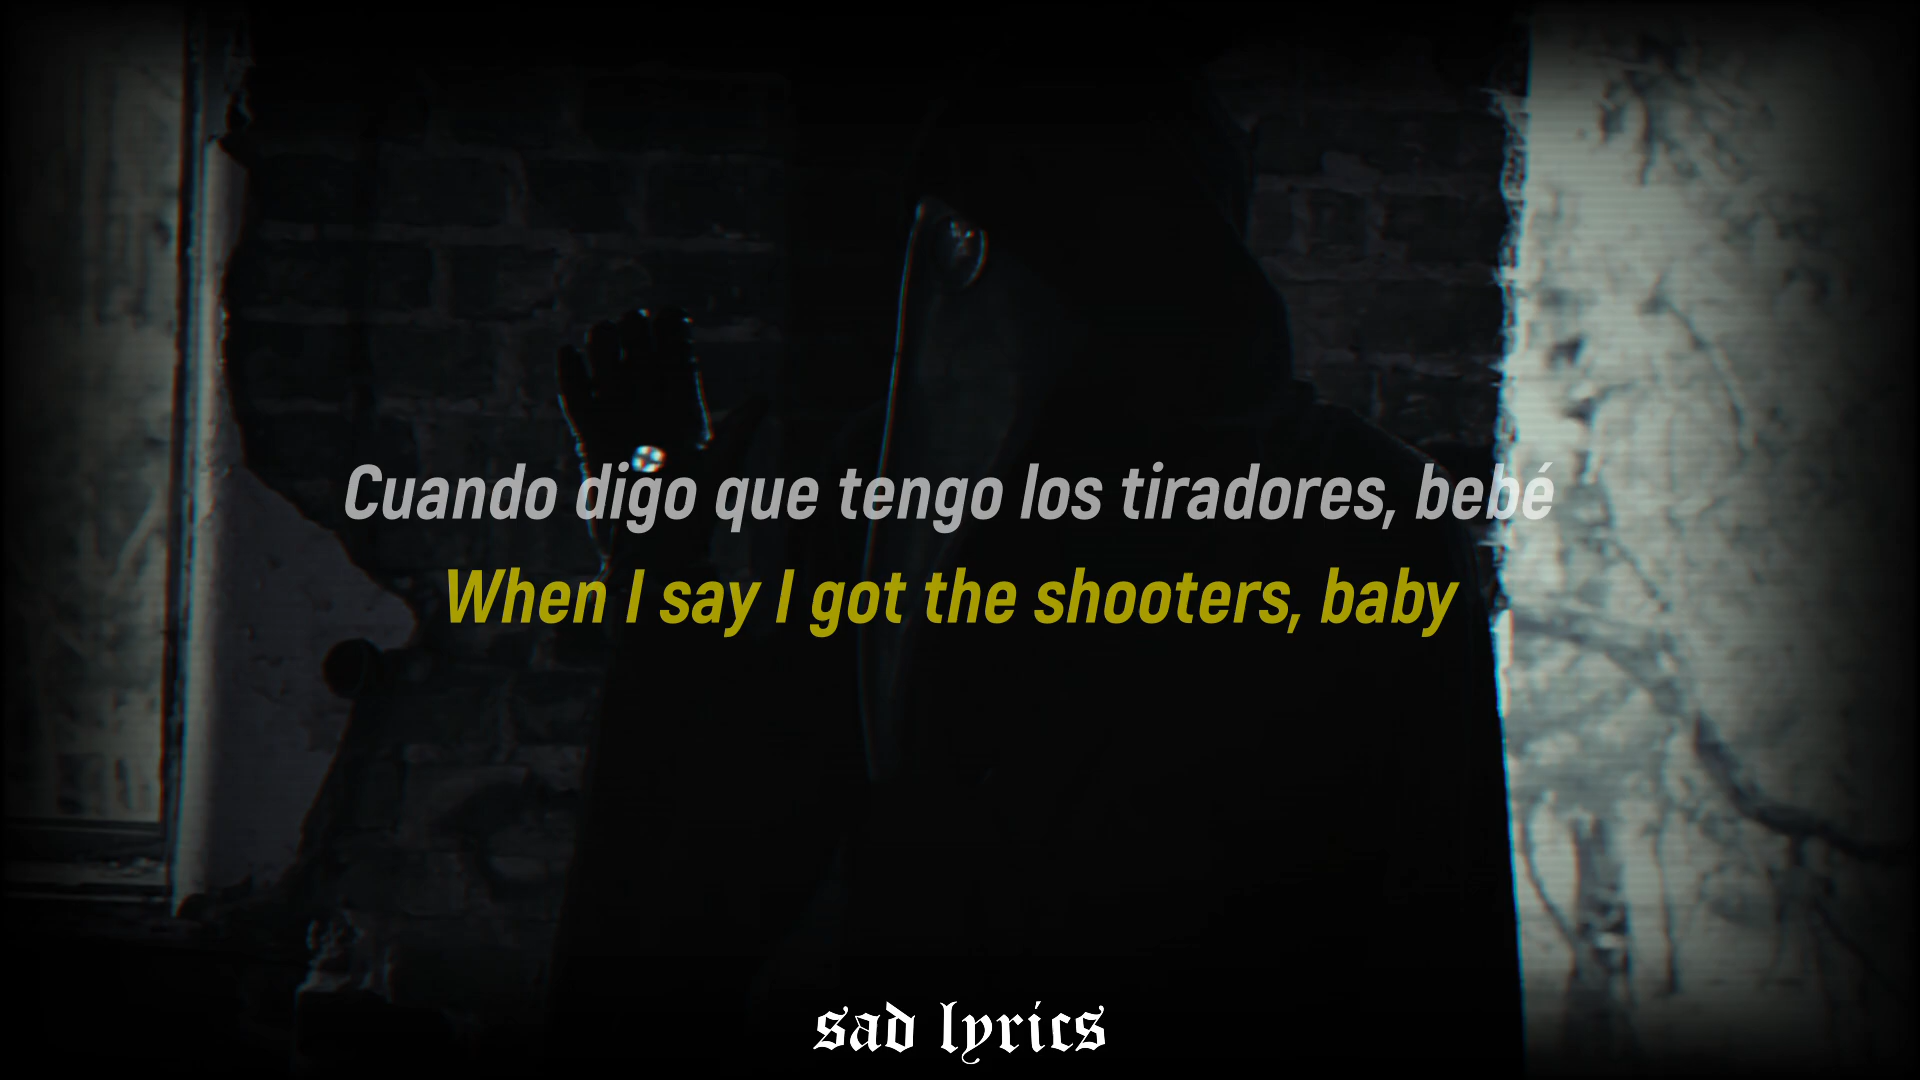 Cuando digo que tengo los tiradores, bebé
When I say I got the shooters, baby
sad lyrics